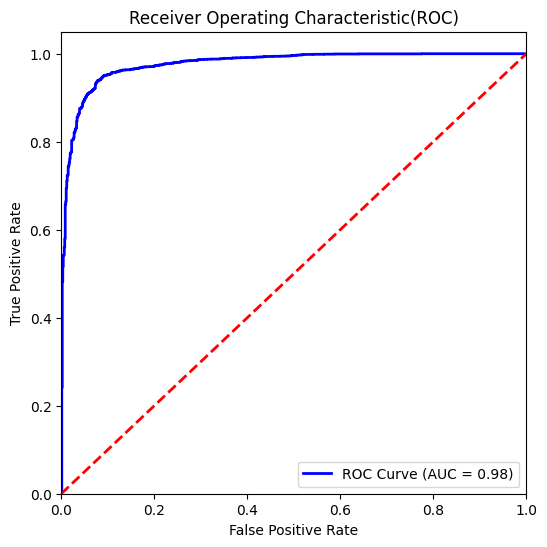 Receiver Operating Characteristic(ROC)
True Positive Rate
1.0
0.8
0.6
0.4
0.2
0.0
ROC Curve (AUC = 0.98)
0.0 0.2 0.4 0.6 0.8 1.0
False Positive Rate